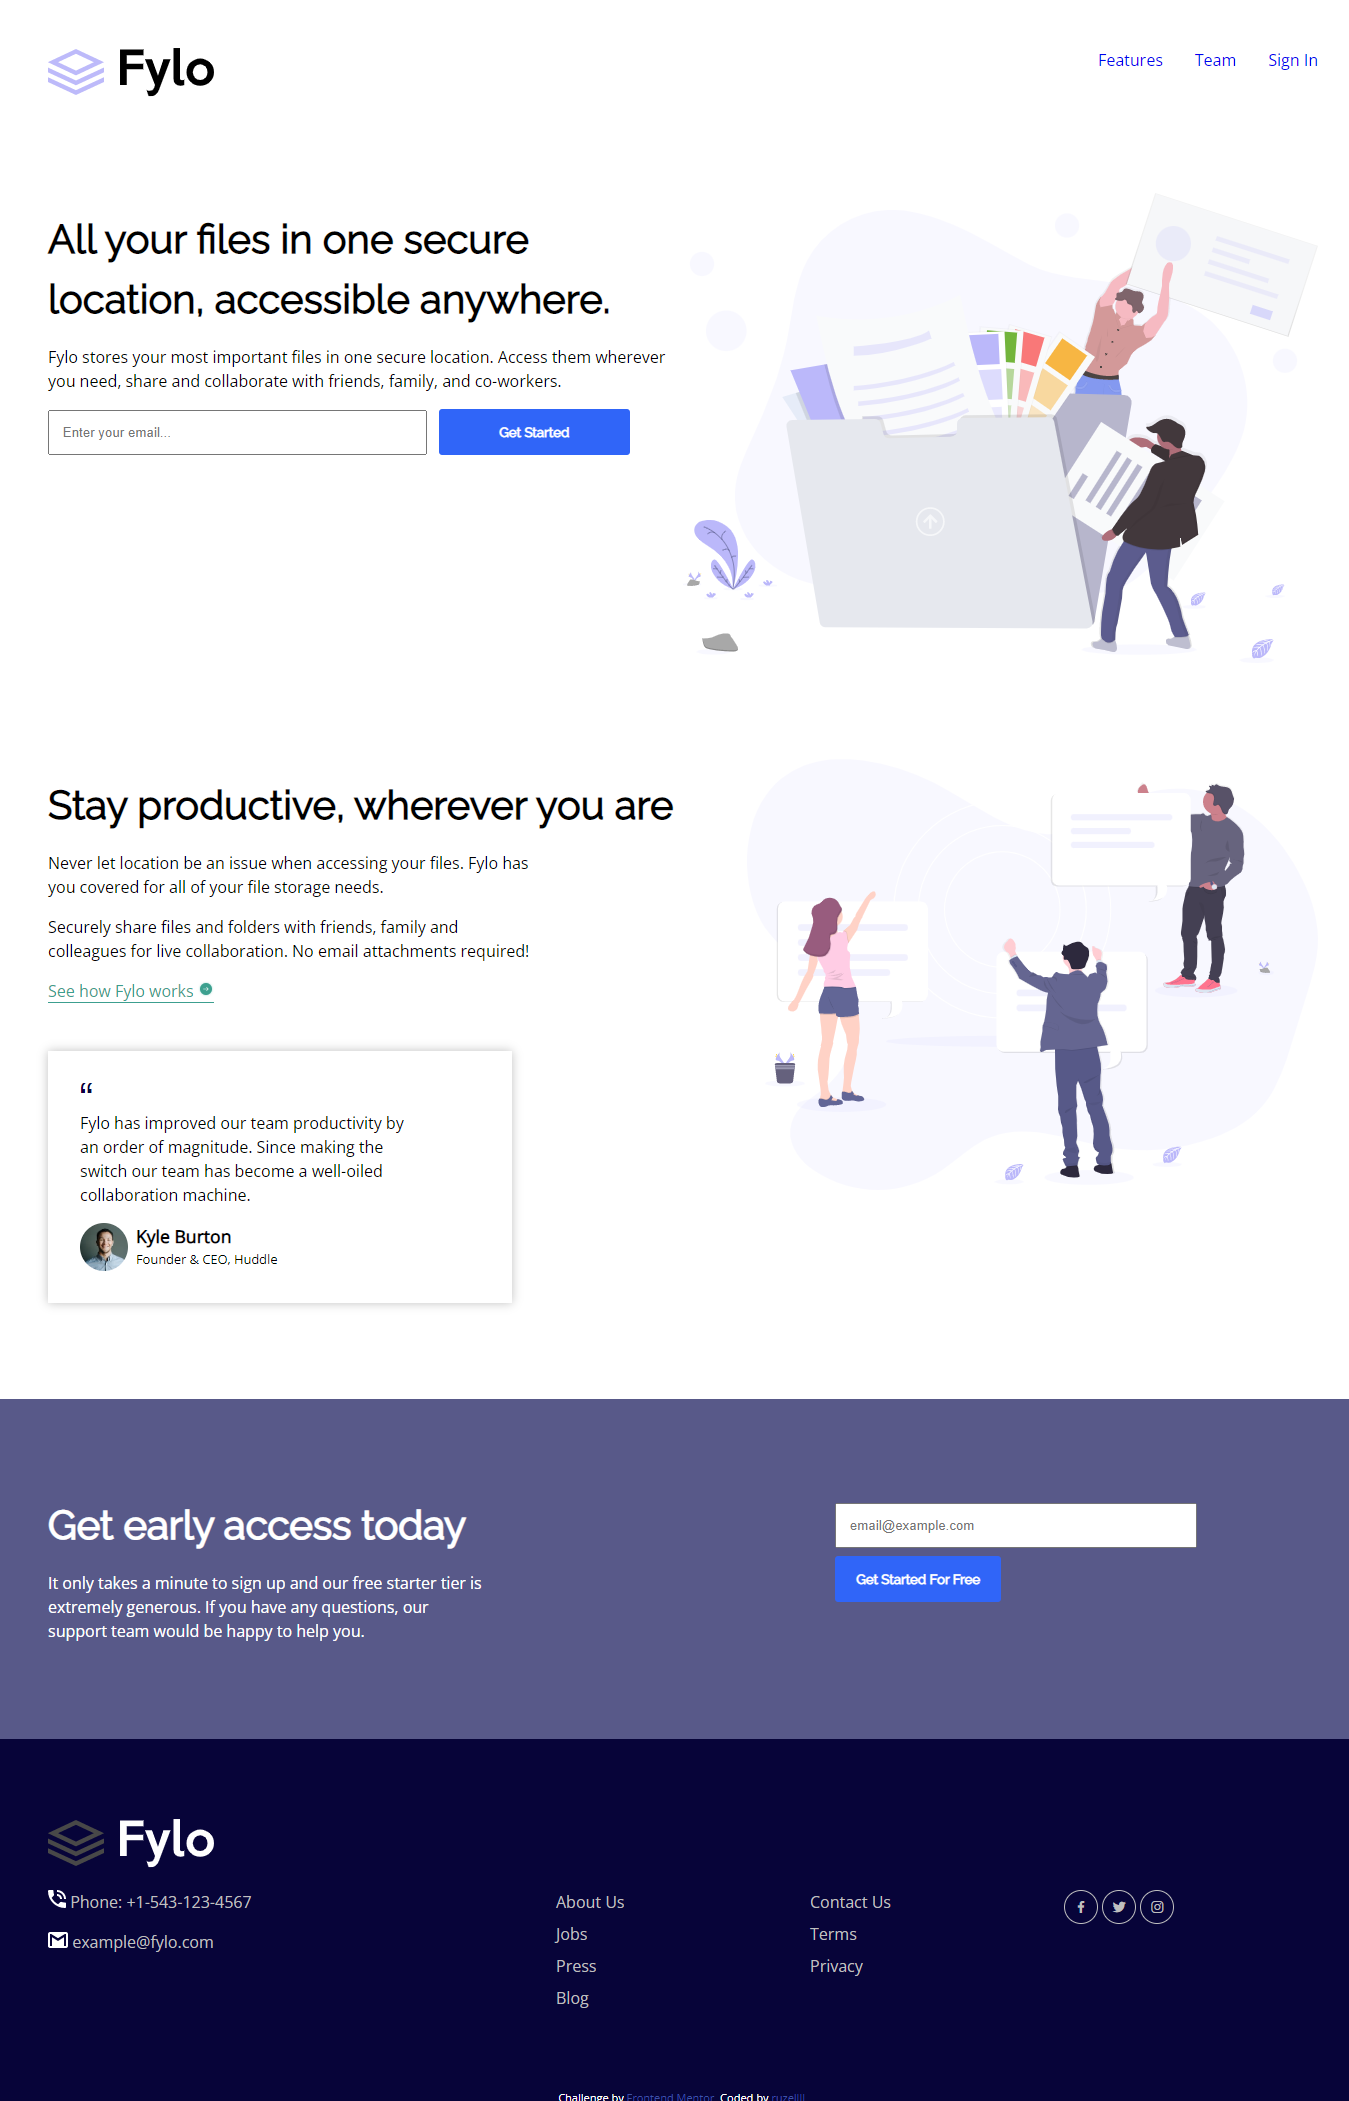 Fylo
Features Team Sign In
All your files in one secure
location, accessible anywhere.
Fylo stores your most important files in one secure location. Access them wherever
you need, share and collaborate with friends, family, and co-workers.
Enter your email... Get Started
Stay productive, wherever you are
Never let location be an issue when accessing your files. Fylo has
you covered for all of your file storage needs.
Securely share files and folders with friends, family and
colleagues for live collaboration. No email attachments required!
See how Fylo works
“
Fylo has improved our team productivity by
an order of magnitude. Since making the
switch our team has become a well-oiled
collaboration machine.
Kyle Burton
Founder & CEO, Huddle
Get early access today
It only takes a minute to sign up and our free starter tier is
extremely generous. If you have any questions, our
support team would be happy to help you.
email@example.com
Get Started For Free
Fylo
Phone: +1-543-123-4567
example@fylo.com
About Us
Jobs
Press
Blog
Contact Us
Terms
Privacy
Challenge by Frontend Mentor. Coded by